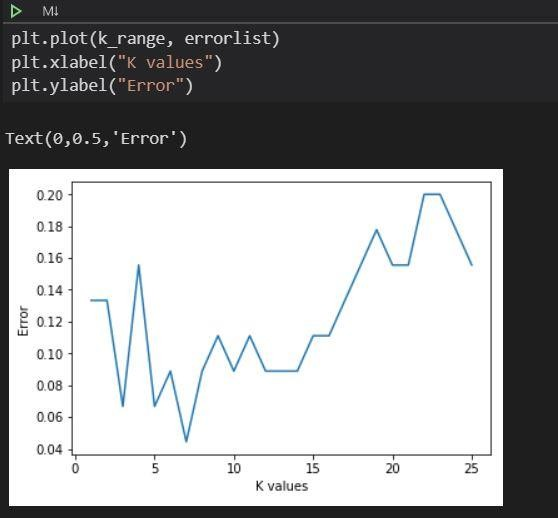 M↓
plt.plot(k_range, errorlist)
plt.xlabel("K values")
plt.ylabel("Error")
Text(0,0.5,'Error')
0.20
0.18
0.16
0.14
0.12
0.10
0.08
0.06
0.04
Error
0 5 10 15 20 25
K values